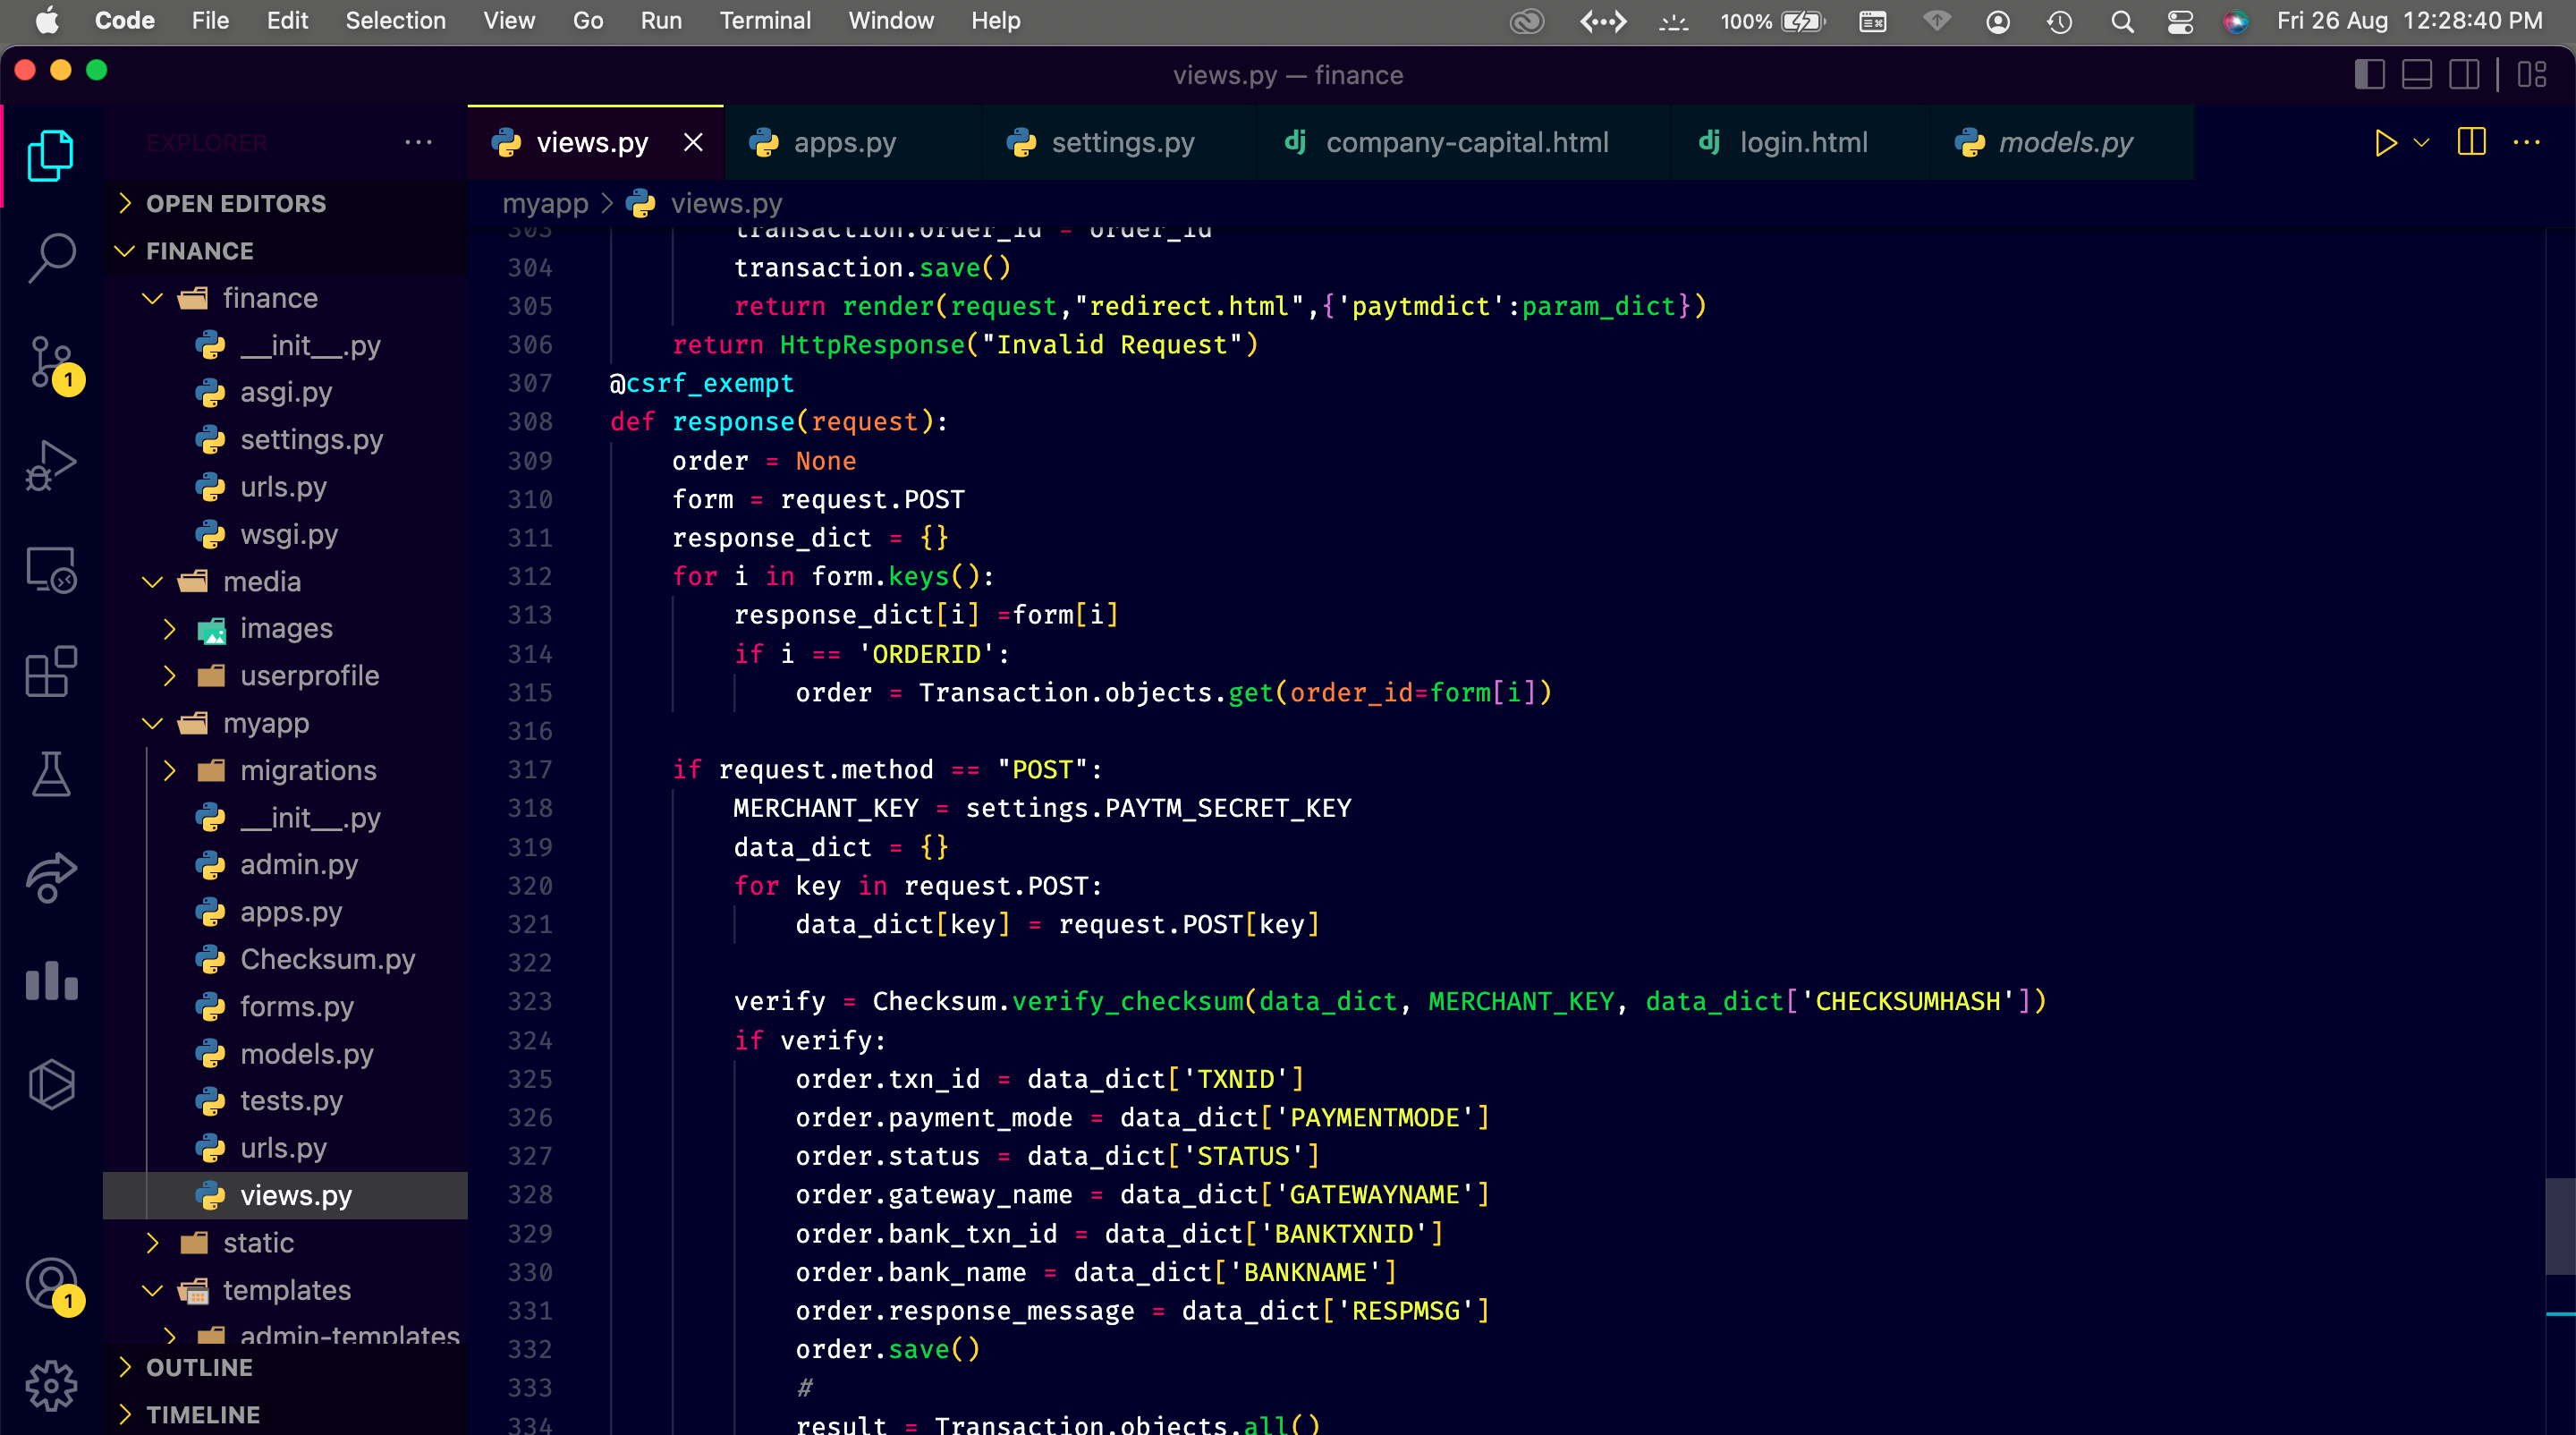 Code File Edit Selection View Go Run Terminal Window Help 100% Fri 26 Aug 12:28:40 PM
views.py — finance
EXPLORER
views.py apps.py settings.py dj company-capital.html dj login.html models.py
myapp > views.py
OPEN EDITORS
FINANCE
finance
__init__.py
asgi.py
settings.py
urls.py
wsgi.py
media
images
userprofile
myapp
migrations
__init__.py
admin.py
apps.py
Checksum.py
forms.py
models.py
tests.py
urls.py
views.py
static
templates
admin-templates
OUTLINE
TIMELINE
1
1
303 transaction.order_id = order_id
304 transaction.save()
305 return render(request,"redirect.html",{'paytmdict':param_dict})
306 return HttpResponse("Invalid Request")
307 @csrf_exempt
308 def response(request):
309 order = None
310 form = request.POST
311 response_dict = {}
312 for i in form.keys():
313 response_dict[i] =form[i]
314 if i == 'ORDERID':
315 order = Transaction.objects.get(order_id=form[i])
316
317 if request.method == "POST":
318 MERCHANT_KEY = settings.PAYTM_SECRET_KEY
319 data_dict = {}
320 for key in request.POST:
321 data_dict[key] = request.POST[key]
322
323 verify = Checksum.verify_checksum(data_dict, MERCHANT_KEY, data_dict['CHECKSUMHASH'])
324 if verify:
325 order.txn_id = data_dict['TXNID']
326 order.payment_mode = data_dict['PAYMENTMODE']
327 order.status = data_dict['STATUS']
328 order.gateway_name = data_dict['GATEWAYNAME']
329 order.bank_txn_id = data_dict['BANKTXNID']
330 order.bank_name = data_dict['BANKNAME']
331 order.response_message = data_dict['RESPMSG']
332 order.save()
333 #
334 result = Transaction.objects.all()